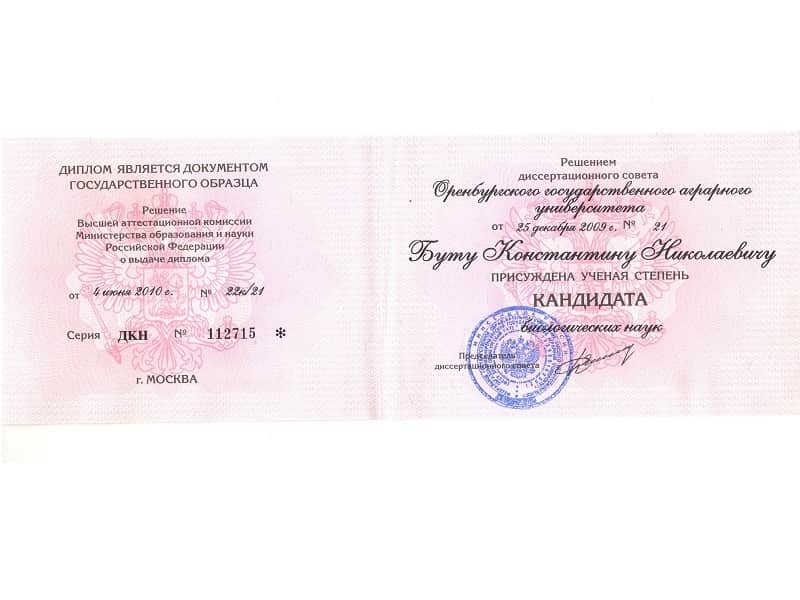 ДИПЛОМ ЯВЛЯЕТСЯ ДОКУМЕНТОМ
ГОСУДАРСТВЕННОГО ОБРАЗЦА
Решение
Высшей аттестационной комиссии
Министерства образования и науки
Российской Федерации
о выдаче диплома
от 4 июня 2010 г. № 22к/21
Серия ДКН № 112715 *
г. МОСКВА
Решением
диссертационного совета
Оренбургского государственного аграрного
университета
от 25 декабря 2009 г. № 21
Буту Константину Николаевичу
ПРИСУЖДЕНА УЧЕНАЯ СТЕПЕНЬ
КАНДИДАТА
биологических наук
Председатель
диссертационного совета